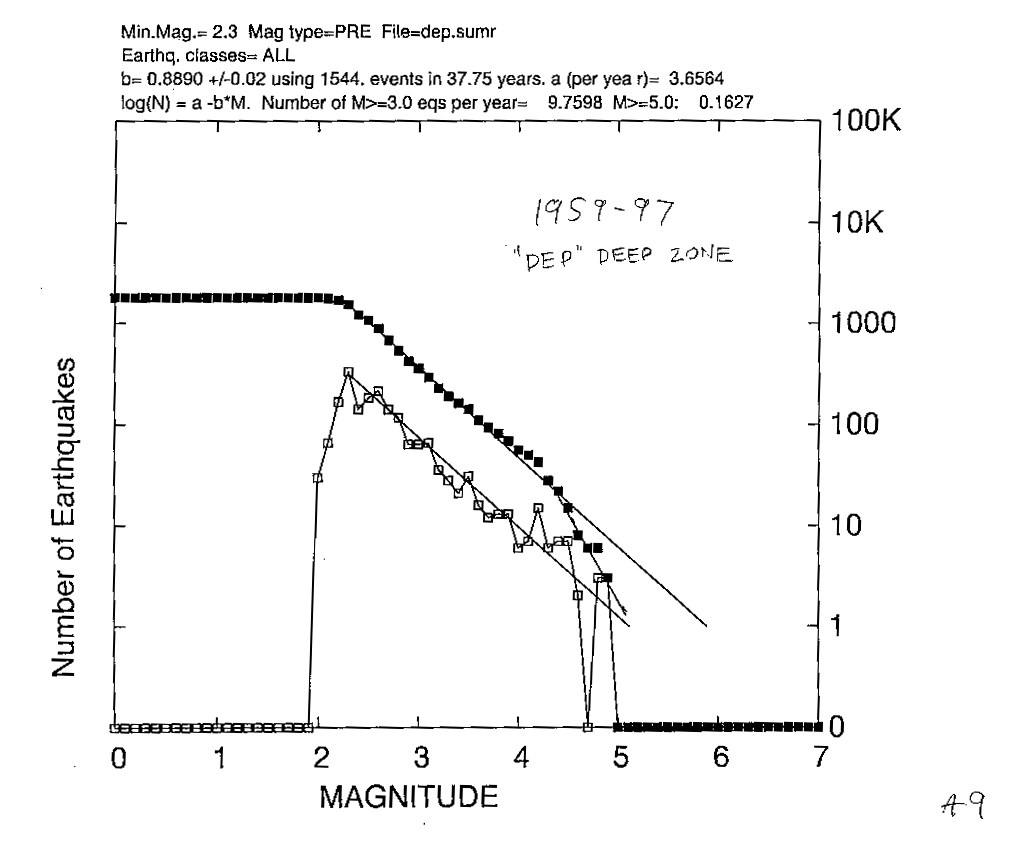 Min.Mag.= 2.3 Mag type=PRE File=dep.sumr
Earthq. classes= ALL
b= 0.8890 +/-0.02 using 1544. events in 37.75 years. a (per yea r)= 3.6564
log(N) = a -b*M. Number of M>=3.0 eqs per year= 9.7598 M>=5.0: 0.1627
100K
1959-97
10K
"DEP" DEEP ZONE
1000
100
10
1
0
Number of Earthquakes
0 1 2 3 4 5 6 7
MAGNITUDE
A9